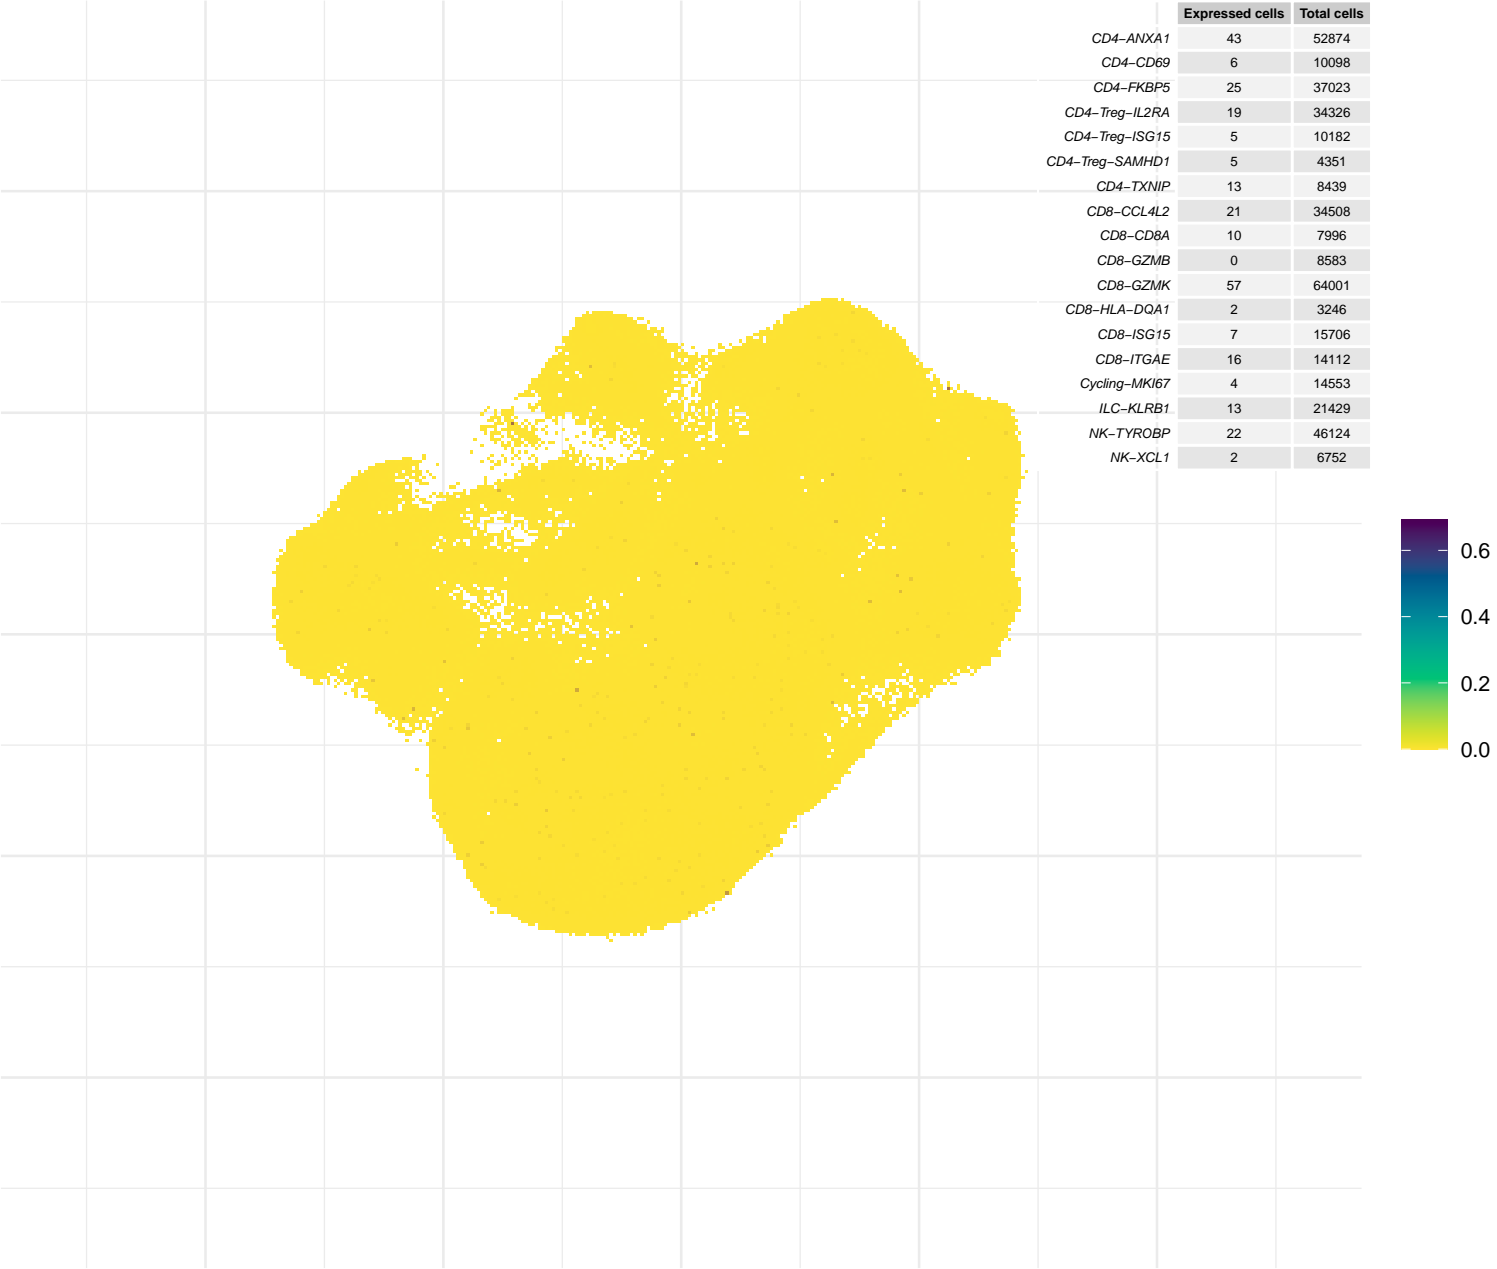 Expressed cells Total cells
CD4−ANXA1 43 52874
CD4−CD69 6 10098
CD4−FKBP5 25 37023
CD4−Treg−IL2RA 19 34326
CD4−Treg−ISG15 5 10182
CD4−Treg−SAMHD1 5 4351
CD4−TXNIP 13 8439
CD8−CCL4L2 21 34508
CD8−CD8A 10 7996
CD8−GZMB 0 8583
CD8−GZMK 57 64001
CD8−HLA−DQA1 2 3246
CD8−ISG15 7 15706
CD8−ITGAE 16 14112
Cycling−MKI67 4 14553
ILC−KLRB1 13 21429
NK−TYROBP 22 46124
NK−XCL1 2 6752
0.6
0.4
0.2
0.0